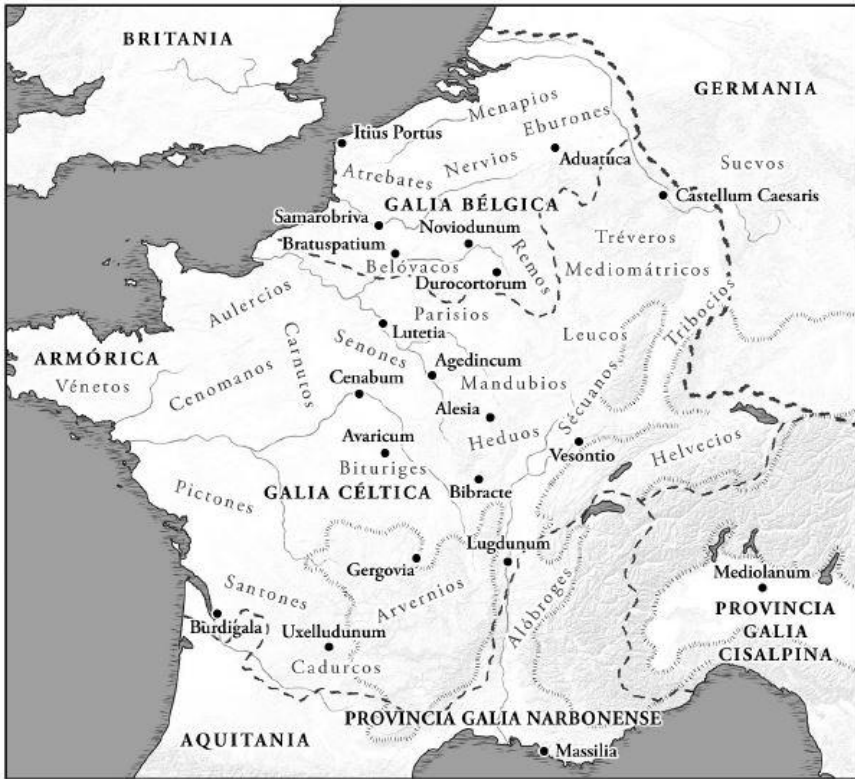 BRITANIA
GERMANIA
Menapios
Itius Portus
Eburones
Nervios
Aduatuca
Suevos
Atrebates
Castellum Caesaris
GALIA BÉLGICA
Samarobriva
Noviodunum
Tréveros
Bratuspatium
Remos
Belóvacos
Mediomátricos
Durocortorum
Aulercios
Parisios
Tribocios
Lutetia
Leucos
Senones
ARMÓRICA
Carnutos
Agedincum
Vénetos
Cenomanos
Cenabum
Mandubios
Sécuanos
Alesia
Avaricum
Heduos
Vesontio
Helvecios
Bituriges
GALIA CÉLTICA
Bibracte
Pictones
Lugdunum
Gergovia
Mediolanum
Santones
Arvernios
Alóbroges
PROVINCIA
GALIA
CISALPINA
Burdigala
Uxelludunum
Cadurcos
PROVINCIA GALIA NARBONENSE
AQUITANIA
Massilia